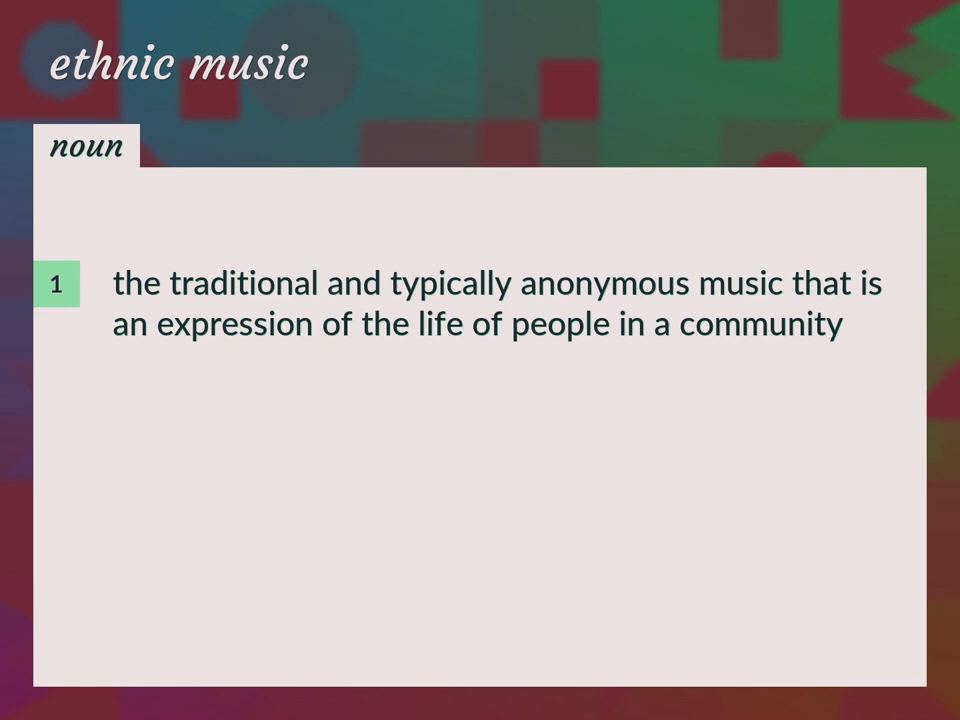 ethnic music
noun
1
the traditional and typically anonymous music that is
an expression of the life of people in a community